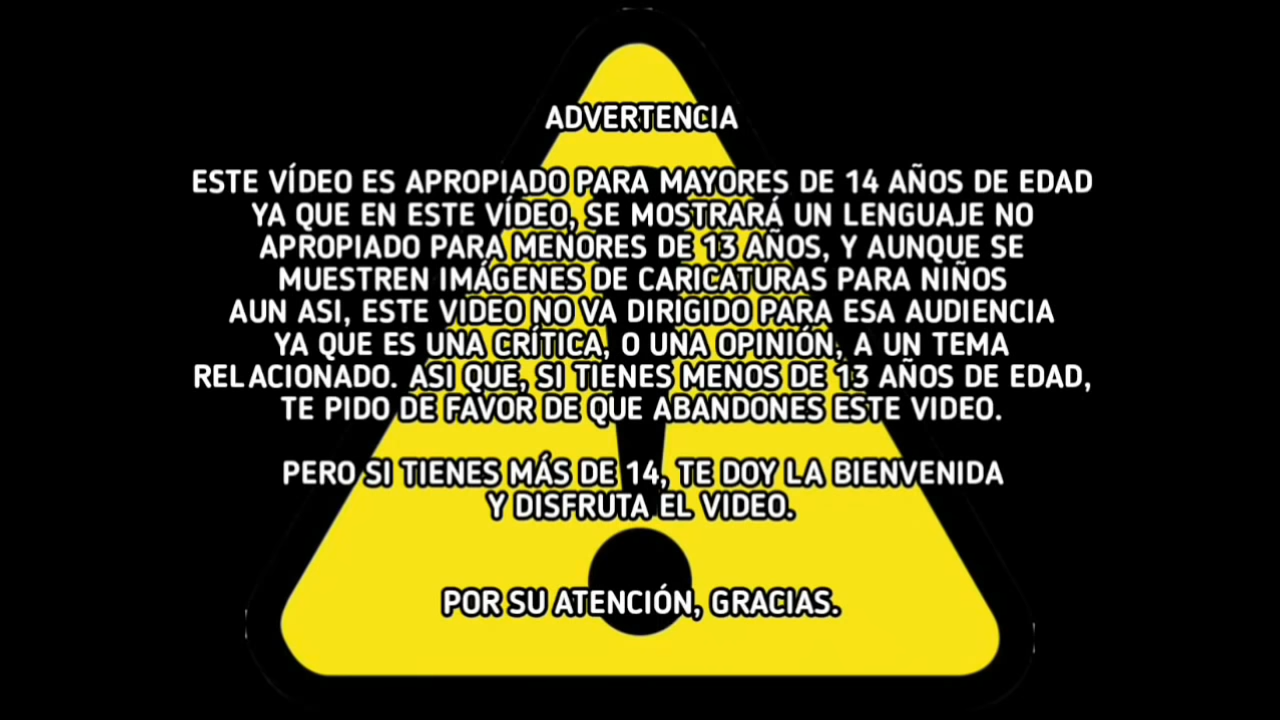 ADVERTENCIA
ESTE VÍDEO ES APROPIADO PARA MAYORES DE 14 AÑOS DE EDAD
YA QUE EN ESTE VÍDEO, SE MOSTRARÁ UN LENGUAJE NO
APROPIADO PARA MENORES DE 13 AÑOS, Y AUNQUE SE
MUESTREN IMÁGENES DE CARICATURAS PARA NIÑOS
AUN ASI, ESTE VIDEO NO VA DIRIGIDO PARA ESA AUDIENCIA
YA QUE ES UNA CRÍTICA, O UNA OPINIÓN, A UN TEMA
RELACIONADO. ASI QUE, SI TIENES MENOS DE 13 AÑOS DE EDAD,
TE PIDO DE FAVOR DE QUE ABANDONES ESTE VIDEO.
PERO SI TIENES MÁS DE 14, TE DOY LA BIENVENIDA
Y DISFRUTA EL VIDEO.
POR SU ATENCIÓN, GRACIAS.